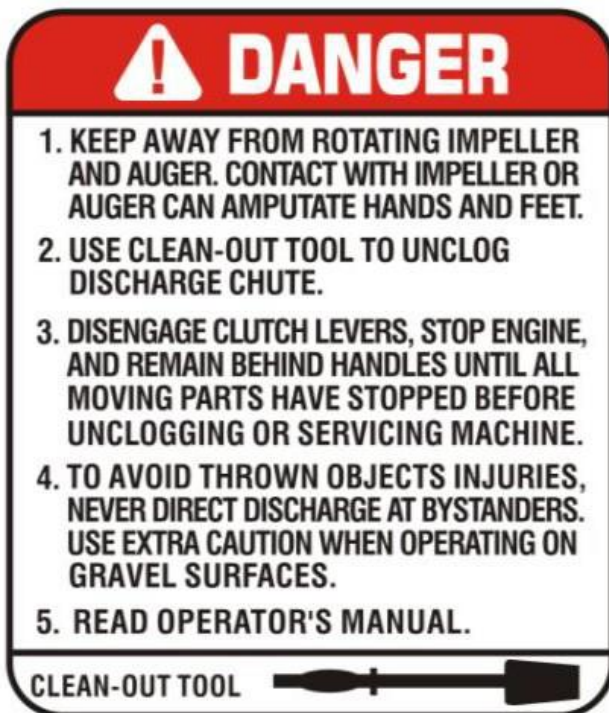 DANGER
1. KEEP AWAY FROM ROTATING IMPELLER
AND AUGER. CONTACT WITH IMPELLER OR
AUGER CAN AMPUTATE HANDS AND FEET.
2. USE CLEAN-OUT TOOL TO UNCLOG
DISCHARGE CHUTE.
3. DISENGAGE CLUTCH LEVERS, STOP ENGINE,
AND REMAIN BEHIND HANDLES UNTIL ALL
MOVING PARTS HAVE STOPPED BEFORE
UNCLOGGING OR SERVICING MACHINE.
4. TO AVOID THROWN OBJECTS INJURIES,
NEVER DIRECT DISCHARGE AT BYSTANDERS.
USE EXTRA CAUTION WHEN OPERATING ON
GRAVEL SURFACES.
5. READ OPERATOR'S MANUAL.
CLEAN-OUT TOOL